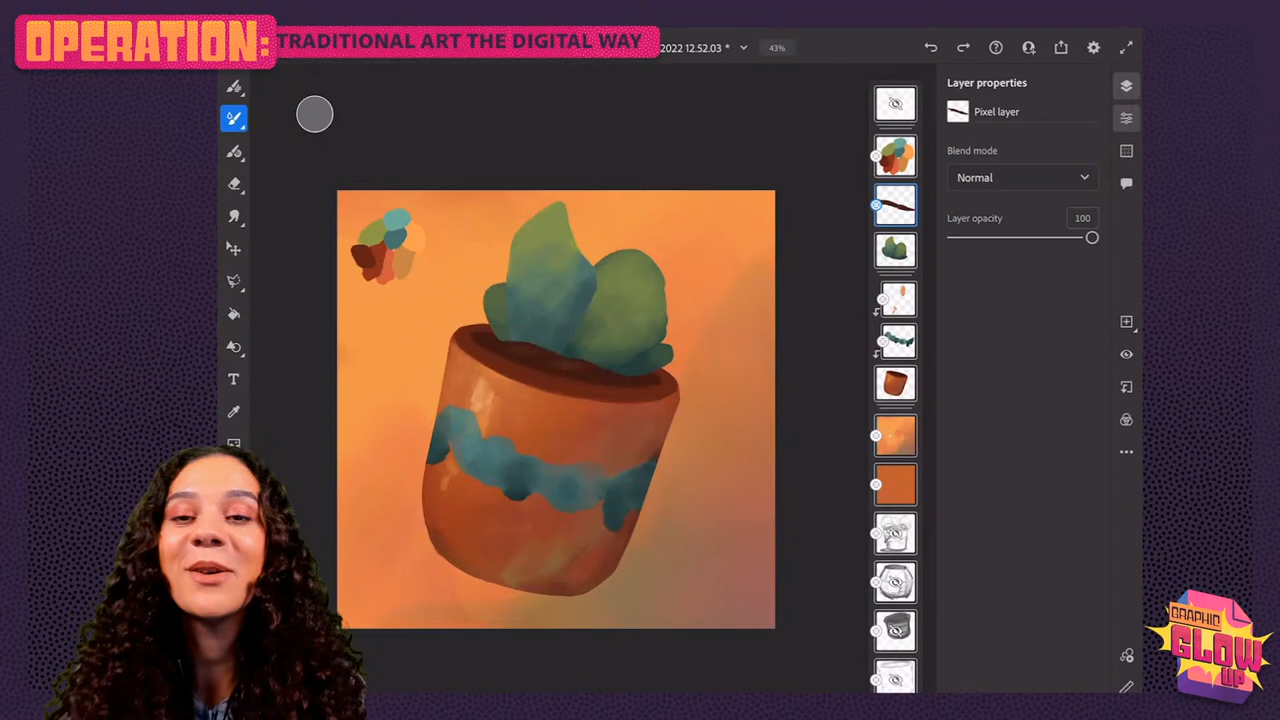 OPERATION:
TRADITIONAL ART THE DIGITAL WAY
2022 12.52.03 *
43%
Layer properties
Pixel layer
Blend mode
Normal
Layer opacity
100
T
GRAPHIC
GLOW
UP